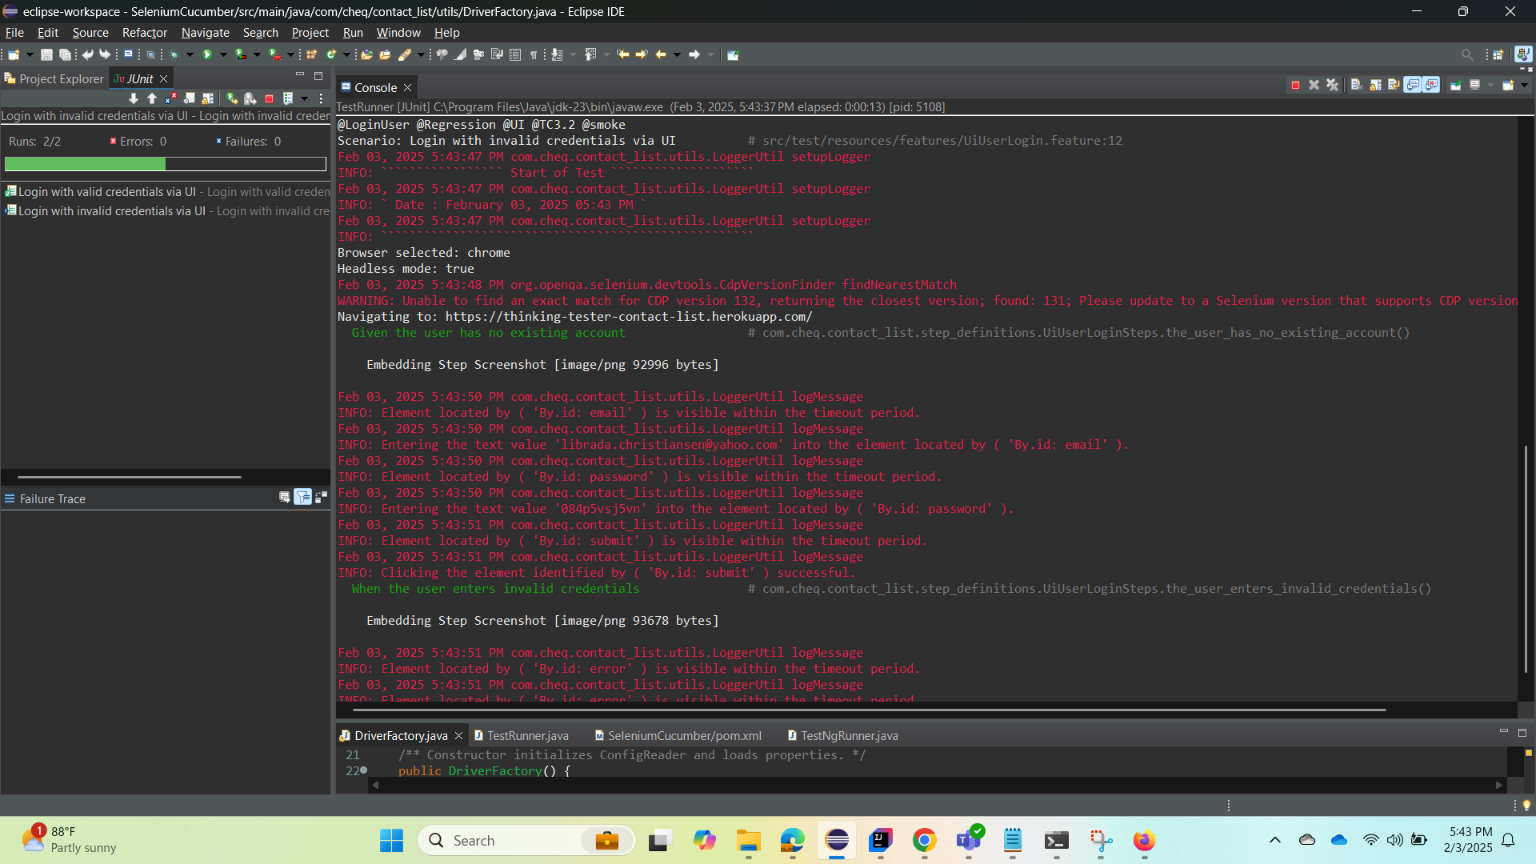 eclipse-workspace - SeleniumCucumber/src/main/java/com/cheq/contact_list/utils/DriverFactory.java - Eclipse IDE
File Edit Source Refactor Navigate Search Project Run Window Help
Project Explorer JUnit
Login with invalid credentials via UI - Login with invalid creder
Runs: 2/2 Errors: 0 Failures: 0
Login with valid credentials via UI - Login with valid creden
Login with invalid credentials via UI - Login with invalid cre
Failure Trace
Console
TestRunner [JUnit] C:\Program Files\Java\jdk-23\bin\javaw.exe (Feb 3, 2025, 5:43:37 PM elapsed: 0:00:13) [pid: 5108]
@LoginUser @Regression @UI @TC3.2 @smoke
Scenario: Login with invalid credentials via UI # src/test/resources/features/UiUserLogin.feature:12
Feb 03, 2025 5:43:47 PM com.cheq.contact_list.utils.LoggerUtil setupLogger
INFO: ````````````````` Start of Test ````````````````````
Feb 03, 2025 5:43:47 PM com.cheq.contact_list.utils.LoggerUtil setupLogger
INFO: ` Date : February 03, 2025 05:43 PM `
Feb 03, 2025 5:43:47 PM com.cheq.contact_list.utils.LoggerUtil setupLogger
INFO: ````````````````````````````````````````````````````
Browser selected: chrome
Headless mode: true
Feb 03, 2025 5:43:48 PM org.openqa.selenium.devtools.CdpVersionFinder findNearestMatch
WARNING: Unable to find an exact match for CDP version 132, returning the closest version; found: 131; Please update to a Selenium version that supports CDP version
Navigating to: https://thinking-tester-contact-list.herokuapp.com/
Given the user has no existing account # com.cheq.contact_list.step_definitions.UiUserLoginSteps.the_user_has_no_existing_account()
Embedding Step Screenshot [image/png 92996 bytes]
Feb 03, 2025 5:43:50 PM com.cheq.contact_list.utils.LoggerUtil logMessage
INFO: Element located by ( 'By.id: email' ) is visible within the timeout period.
Feb 03, 2025 5:43:50 PM com.cheq.contact_list.utils.LoggerUtil logMessage
INFO: Entering the text value 'librada.christiansen@yahoo.com' into the element located by ( 'By.id: email' ).
Feb 03, 2025 5:43:50 PM com.cheq.contact_list.utils.LoggerUtil logMessage
INFO: Element located by ( 'By.id: password' ) is visible within the timeout period.
Feb 03, 2025 5:43:50 PM com.cheq.contact_list.utils.LoggerUtil logMessage
INFO: Entering the text value '084p5vsj5vn' into the element located by ( 'By.id: password' ).
Feb 03, 2025 5:43:51 PM com.cheq.contact_list.utils.LoggerUtil logMessage
INFO: Element located by ( 'By.id: submit' ) is visible within the timeout period.
Feb 03, 2025 5:43:51 PM com.cheq.contact_list.utils.LoggerUtil logMessage
INFO: Clicking the element identified by ( 'By.id: submit' ) successful.
When the user enters invalid credentials # com.cheq.contact_list.step_definitions.UiUserLoginSteps.the_user_enters_invalid_credentials()
Embedding Step Screenshot [image/png 93678 bytes]
Feb 03, 2025 5:43:51 PM com.cheq.contact_list.utils.LoggerUtil logMessage
INFO: Element located by ( 'By.id: error' ) is visible within the timeout period.
Feb 03, 2025 5:43:51 PM com.cheq.contact_list.utils.LoggerUtil logMessage
INFO: Element located by ( 'By.id: error' ) is visible within the timeout period.
DriverFactory.java TestRunner.java SeleniumCucumber/pom.xml TestNgRunner.java
21 /** Constructor initializes ConfigReader and loads properties. */
22 public DriverFactory() {
1 88°F
Partly sunny
Search
5:43 PM
2/3/2025